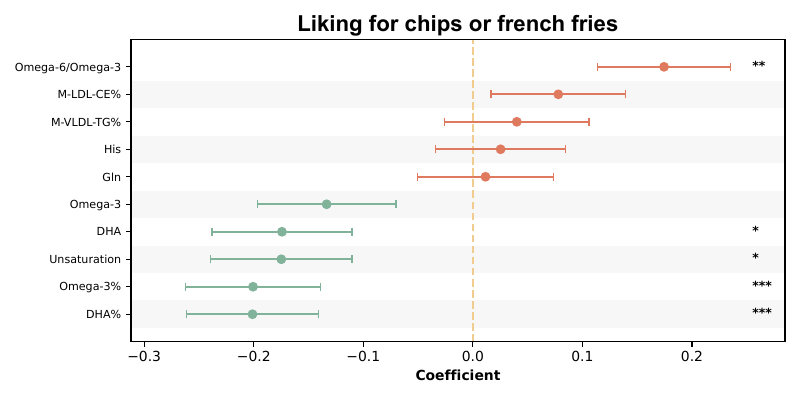 Liking for chips or french fries
Omega-6/Omega-3 **
M-LDL-CE%
M-VLDL-TG%
His
Gln
Omega-3
DHA *
Unsaturation *
Omega-3% ***
DHA% ***
−0.3 −0.2 −0.1 0.0 0.1 0.2
Coefficient